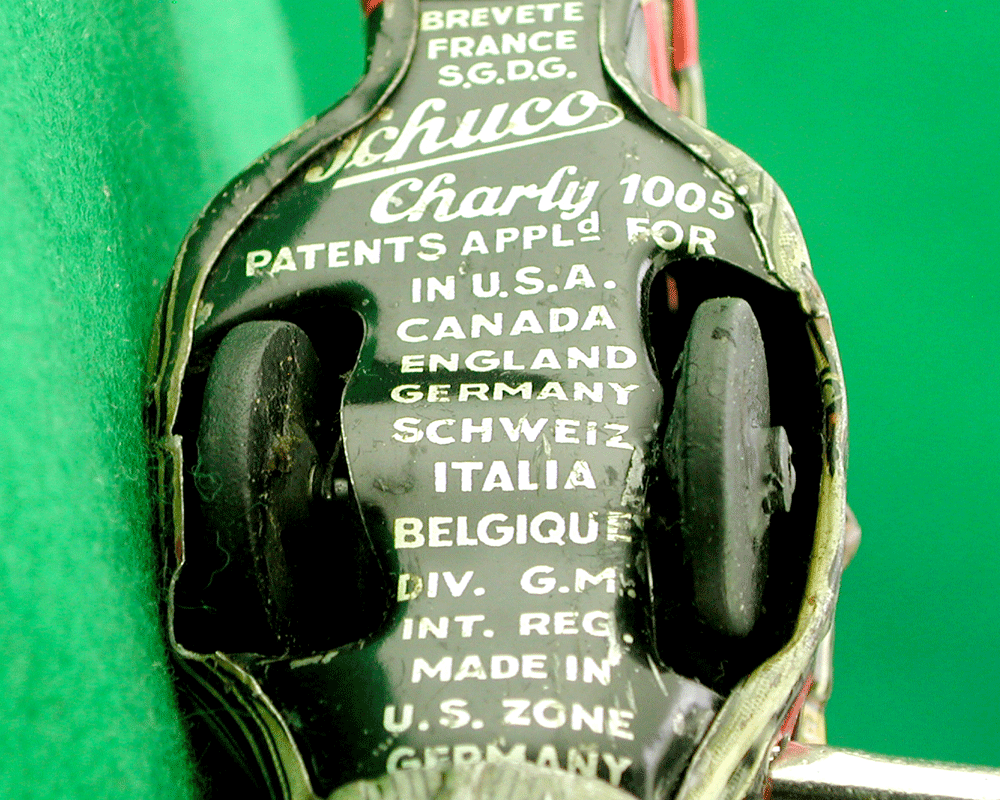 BREVETE
FRANCE
S.G.D.G.
Schuco
Charly 1005
PATENTS APPLd FOR
IN U.S.A.
CANADA
ENGLAND
GERMANY
SCHWEIZ
ITALIA
BELGIQUE
DIV. G.M.
INT. REG.
MADE IN
U.S. ZONE
GERMANY